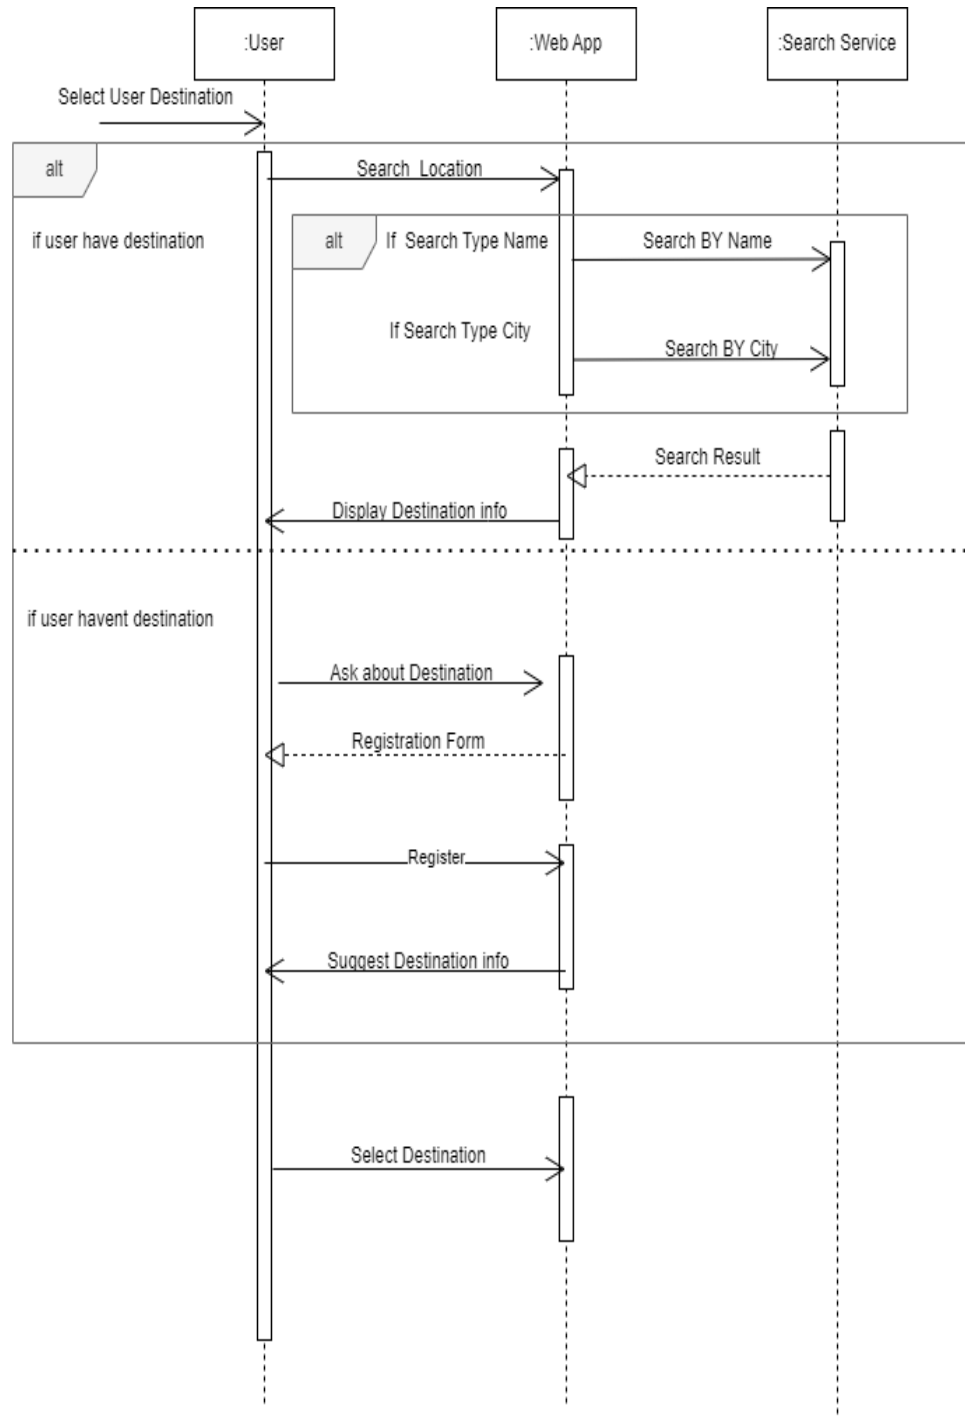 :User
:Web App
:Search Service
Select User Destination
alt
Search  Location
if user have destination
alt
If  Search Type Name
Search BY Name
If Search Type City
Search BY City
Search Result
Display Destination info
if user havent destination
Ask about Destination
Registration Form
Register
Suggest Destination info
Select Destination